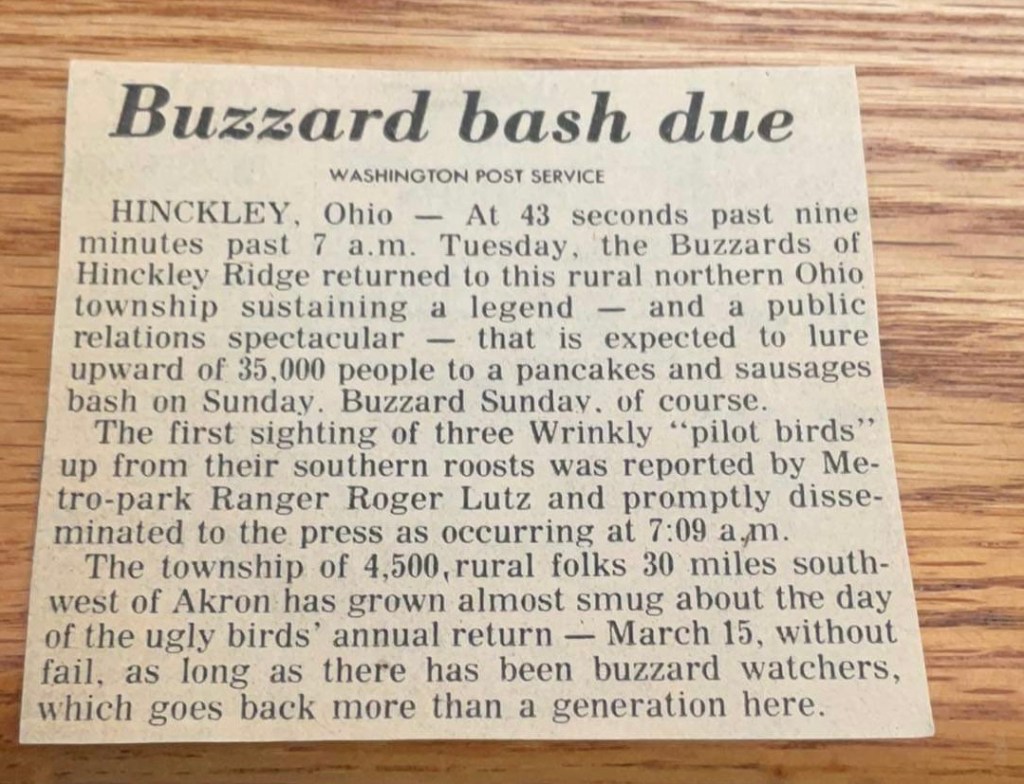 Buzzard bash due
WASHINGTON POST SERVICE
HINCKLEY, Ohio — At 43 seconds past nine
minutes past 7 a.m. Tuesday, the Buzzards of
Hinckley Ridge returned to this rural northern Ohio
township sustaining a legend — and a public
relations spectacular — that is expected to lure
upward of 35,000 people to a pancakes and sausages
bash on Sunday. Buzzard Sunday, of course.
The first sighting of three Wrinkly “pilot birds”
up from their southern roosts was reported by Me-
tro-park Ranger Roger Lutz and promptly disse-
minated to the press as occurring at 7:09 a.m.
The township of 4,500 rural folks 30 miles south-
west of Akron has grown almost smug about the day
of the ugly birds’ annual return — March 15, without
fail, as long as there has been buzzard watchers,
which goes back more than a generation here.